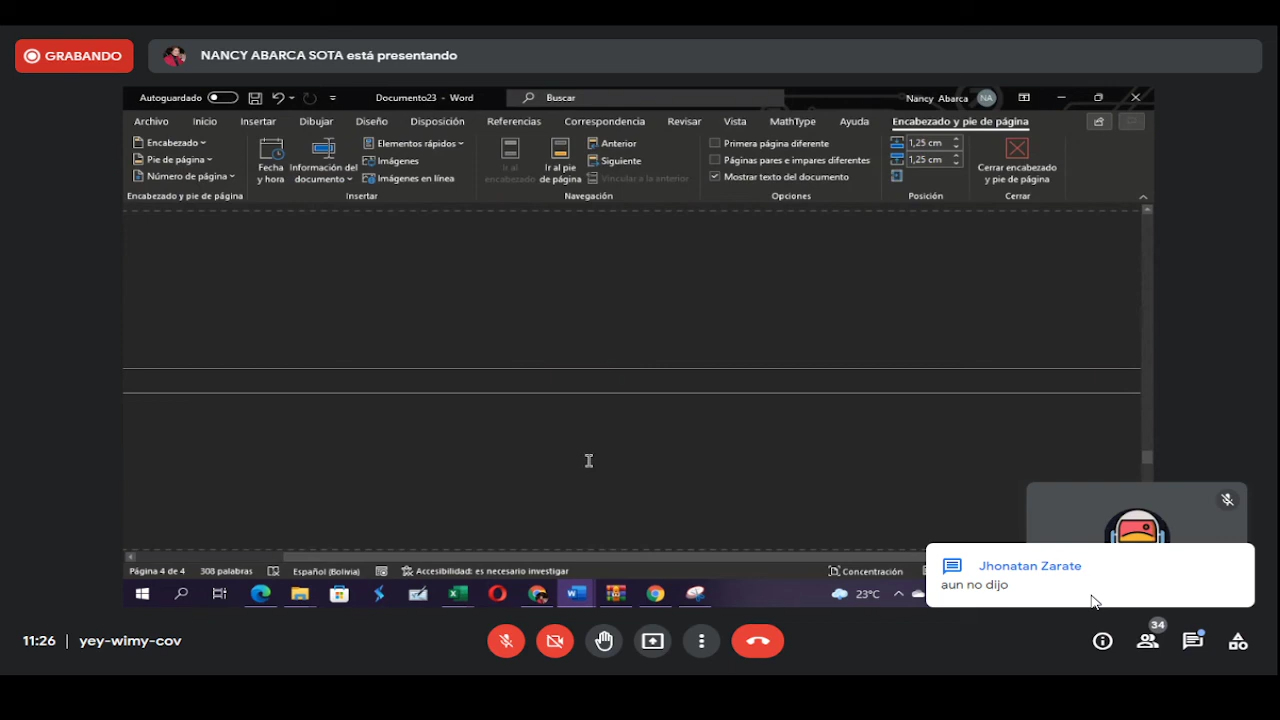 GRABANDO
NANCY ABARCA SOTA está presentando
Autoguardado
Documento23 - Word
Buscar
Nancy Abarca NA
Archivo Inicio Insertar Dibujar Diseño Disposición Referencias Correspondencia Revisar Vista MathType Ayuda Encabezado y pie de página
Encabezado
Pie de página
Número de página
Encabezado y pie de página
Fecha y hora
Información del documento
Elementos rápidos
Imágenes
Imágenes en línea
Insertar
Ir al encabezado
Ir al pie de página
Anterior
Siguiente
Vincular a la anterior
Navegación
Primera página diferente
Páginas pares e impares diferentes
Mostrar texto del documento
Opciones
1,25 cm
1,25 cm
Posición
Cerrar encabezado y pie de página
Cerrar
Página 4 de 4 308 palabras Español (Bolivia) Accesibilidad: es necesario investigar Concentración
23°C
Jhonatan Zarate
aun no dijo
11:26 | yey-wimy-cov
34